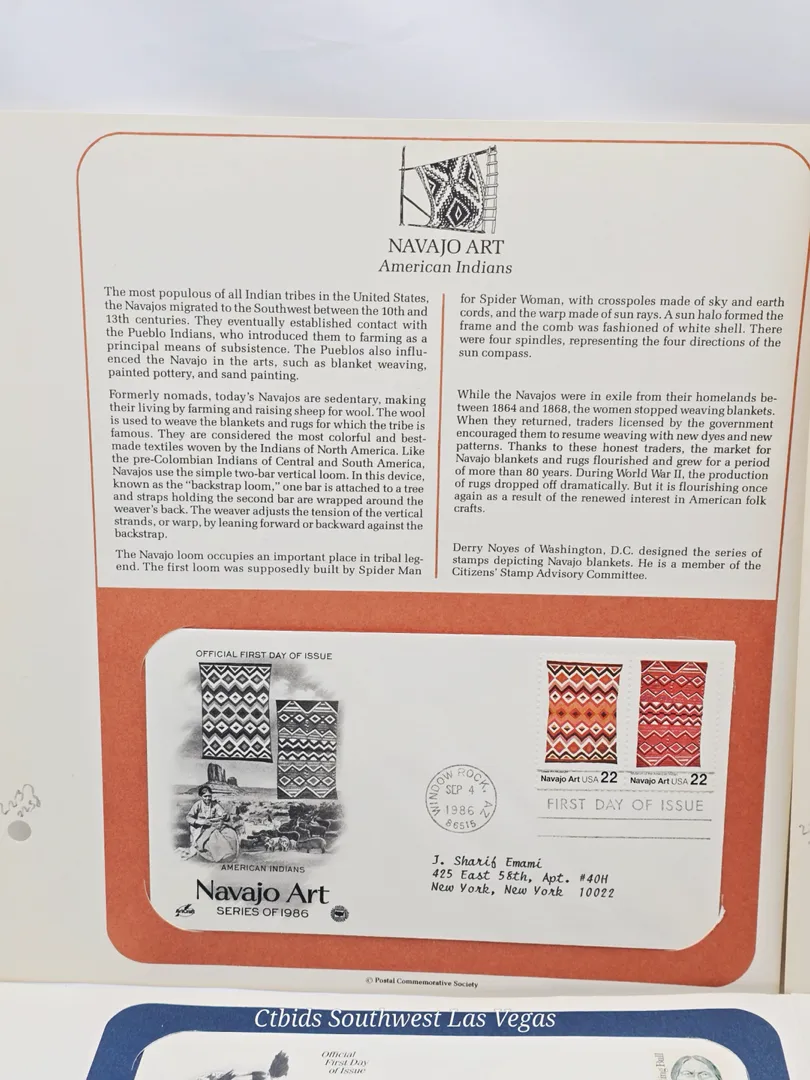 NAVAJO ART
American Indians
The most populous of all Indian tribes in the United States,
the Navajos migrated to the Southwest between the 10th and
13th centuries. They eventually established contact with
the Pueblo Indians, who introduced them to farming as a
principal means of subsistence. The Pueblos also influ-
enced the Navajo in the arts, such as blanket weaving,
painted pottery, and sand painting.
Formerly nomads, today's Navajos are sedentary, making
their living by farming and raising sheep for wool. The wool
is used to weave the blankets and rugs for which the tribe is
famous. They are considered the most colorful and best-
made textiles woven by the Indians of North America. Like
the pre-Colombian Indians of Central and South America,
Navajos use the simple two-bar vertical loom. In this device,
known as the "backstrap loom," one bar is attached to a tree
and straps holding the second bar are wrapped around the
weaver's back. The weaver adjusts the tension of the vertical
strands, or warp, by leaning forward or backward against the
backstrap.
The Navajo loom occupies an important place in tribal leg-
end. The first loom was supposedly built by Spider Man
for Spider Woman, with crosspoles made of sky and earth
cords, and the warp made of sun rays. A sun halo formed the
frame and the comb was fashioned of white shell. There
were four spindles, representing the four directions of the
sun compass.
While the Navajos were in exile from their homelands be-
tween 1864 and 1868, the women stopped weaving blankets.
When they returned, traders licensed by the government
encouraged them to resume weaving with new dyes and new
patterns. Thanks to these honest traders, the market for
Navajo blankets and rugs flourished and grew for a period
of more than 80 years. During World War II, the production
of rugs dropped off dramatically. But it is flourishing once
again as a result of the renewed interest in American folk
crafts.
Derry Noyes of Washington, D.C. designed the series of
stamps depicting Navajo blankets. He is a member of the
Citizens' Stamp Advisory Committee.
OFFICIAL FIRST DAY OF ISSUE
AMERICAN INDIANS
Navajo Art
SERIES OF 1986
WINDOW ROCK, AZ
SEP 4
1986
86515
Navajo Art USA 22
Navajo Art USA 22
FIRST DAY OF ISSUE
J. Sharif Emami
425 East 58th, Apt. #40H
New York, New York 10022
© Postal Commemorative Society
Ctbids Southwest Las Vegas
Official
First Day
of Issue